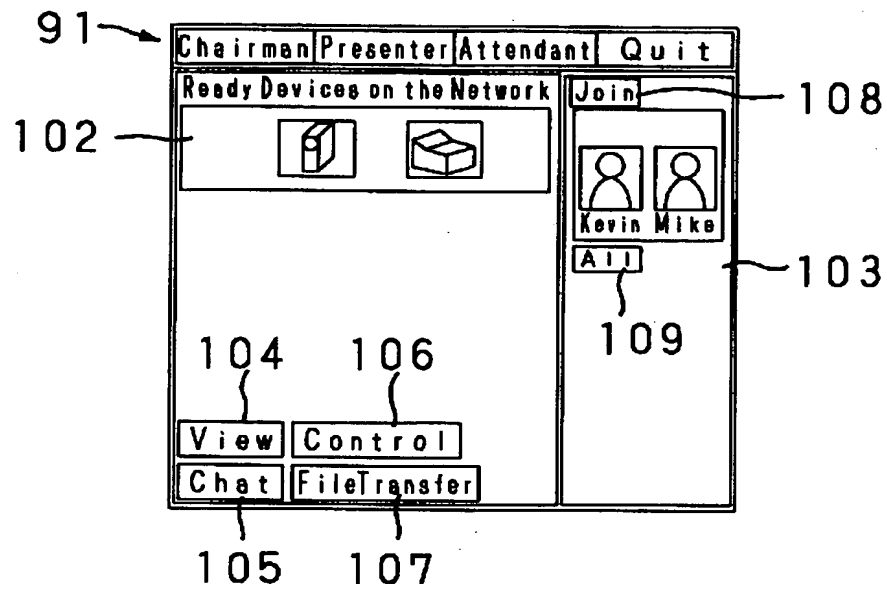 91
Chairman Presenter Attendant Quit
Ready Devices on the Network Join 108
102
Kevin Mike
All 103
109
104 106
View Control
Chat FileTransfer
105 107